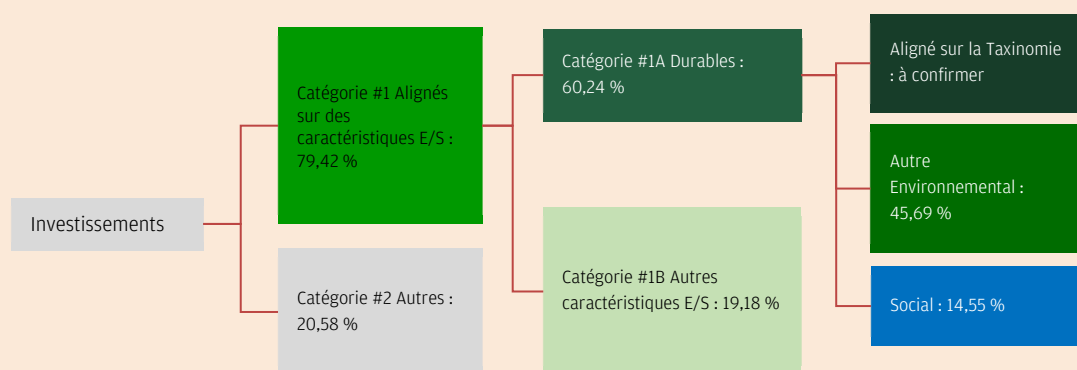 Investissements
Catégorie #1 Alignés
sur des
caractéristiques E/S :
79,42 %
Catégorie #2 Autres :
20,58 %
Catégorie #1A Durables :
60,24 %
Catégorie #1B Autres
caractéristiques E/S : 19,18 %
Aligné sur la Taxinomie
: à confirmer
Autre
Environnemental :
45,69 %
Social : 14,55 %